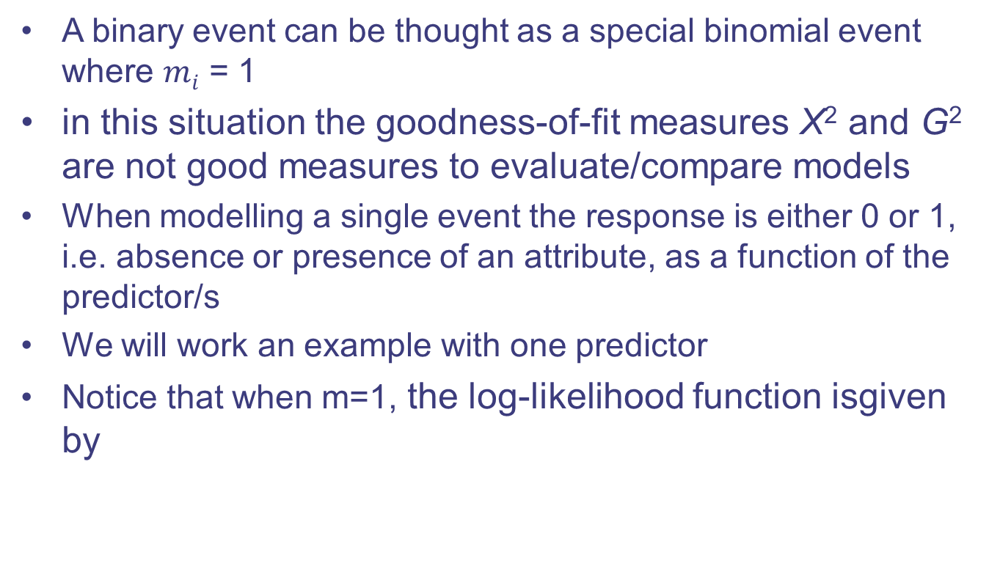 • A binary event can be thought as a special binomial event
where 𝑚ᵢ = 1
• in this situation the goodness-of-fit measures X² and G²
are not good measures to evaluate/compare models
• When modelling a single event the response is either 0 or 1,
i.e. absence or presence of an attribute, as a function of the
predictor/s
• We will work an example with one predictor
• Notice that when m=1, the log-likelihood function isgiven
by